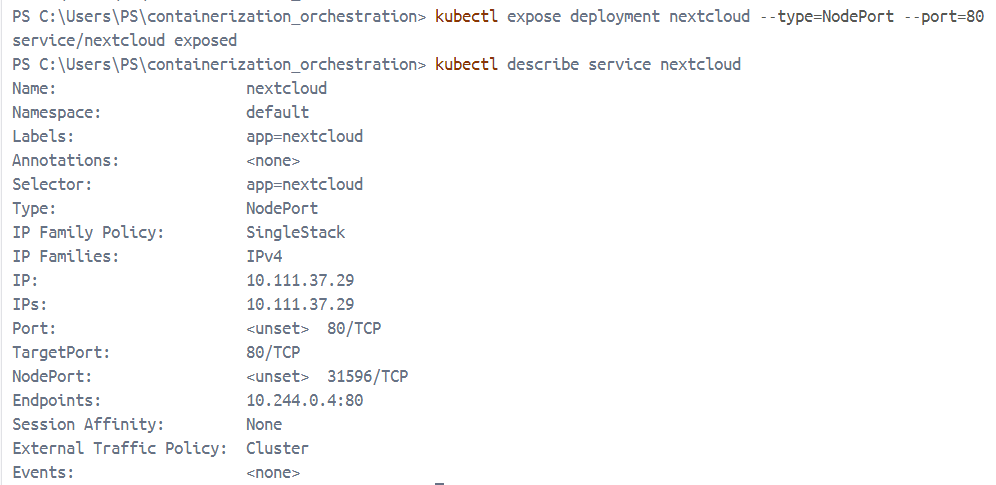 PS C:\Users\PS\containerization_orchestration> kubectl expose deployment nextcloud --type=NodePort --port=80
service/nextcloud exposed
PS C:\Users\PS\containerization_orchestration> kubectl describe service nextcloud
Name:                     nextcloud
Namespace:                default
Labels:                   app=nextcloud
Annotations:              <none>
Selector:                 app=nextcloud
Type:                     NodePort
IP Family Policy:         SingleStack
IP Families:              IPv4
IP:                       10.111.37.29
IPs:                      10.111.37.29
Port:                     <unset>  80/TCP
TargetPort:               80/TCP
NodePort:                 <unset>  31596/TCP
Endpoints:                10.244.0.4:80
Session Affinity:         None
External Traffic Policy:  Cluster
Events:                   <none>